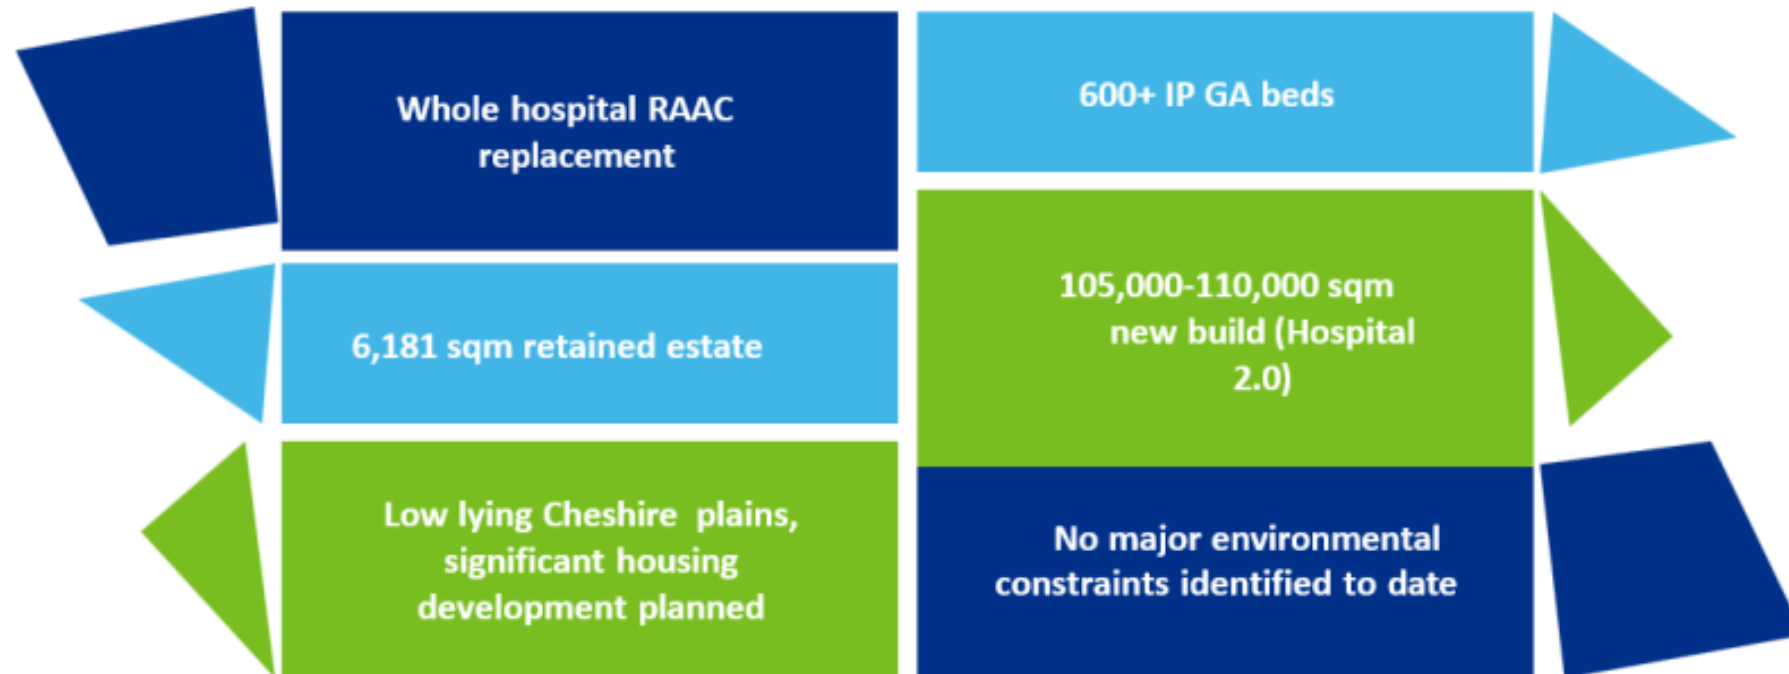 Whole hospital RAAC
replacement
6,181 sqm retained estate
Low lying Cheshire plains,
significant housing
development planned
600+ IP GA beds
105,000-110,000 sqm
new build (Hospital
2.0)
No major environmental
constraints identified to date